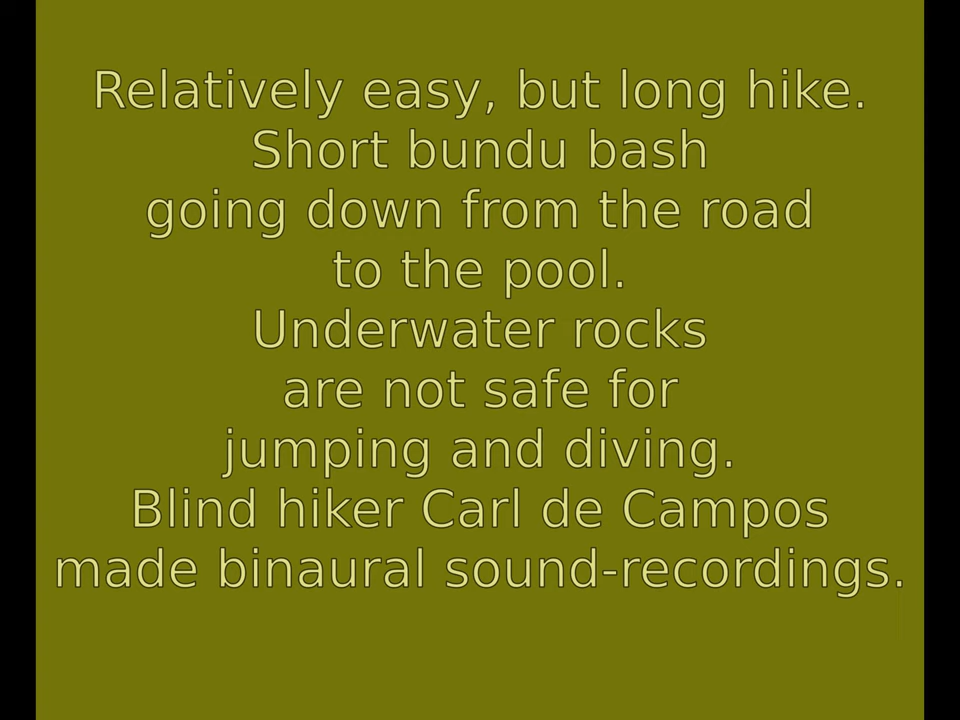 Relatively easy, but long hike.
Short bundu bash
going down from the road
to the pool.
Underwater rocks
are not safe for
jumping and diving.
Blind hiker Carl de Campos
made binaural sound-recordings.